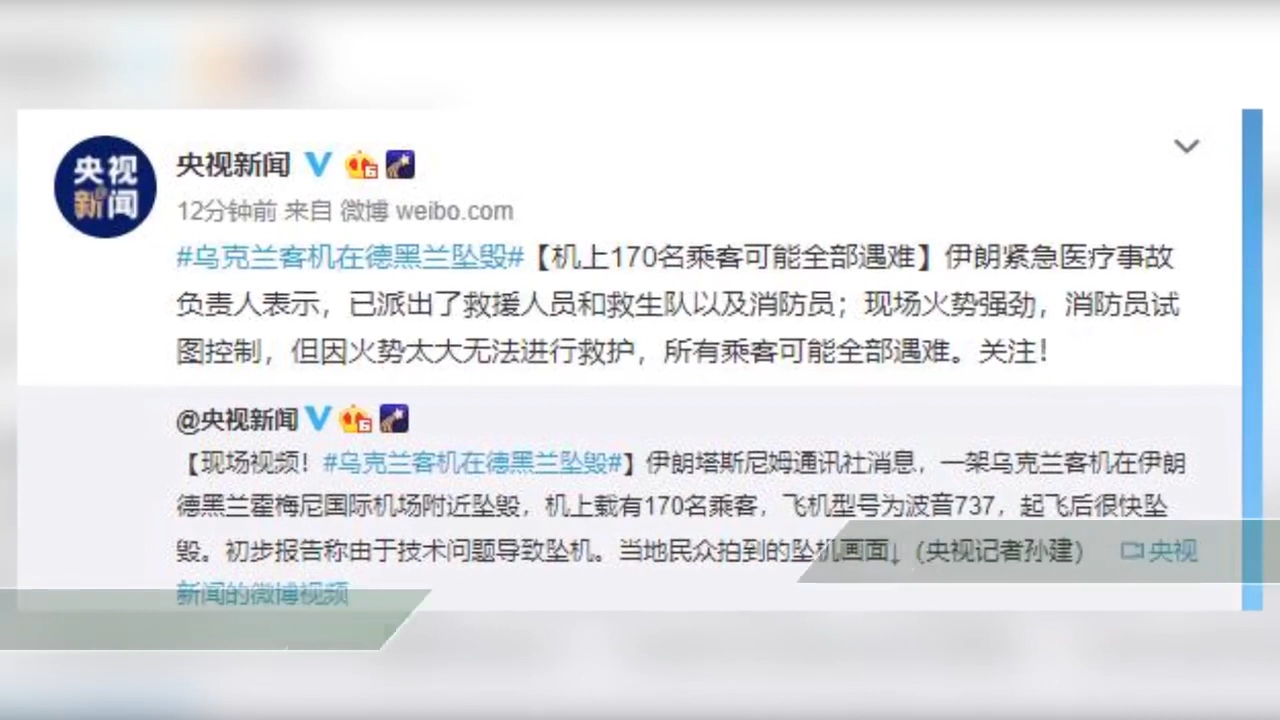 央视
新闻
央视新闻
12分钟前 来自 微博 weibo.com
#乌克兰客机在德黑兰坠毁#【机上170名乘客可能全部遇难】伊朗紧急医疗事故
负责人表示，已派出了救援人员和救生队以及消防员；现场火势强劲，消防员试
图控制，但因火势太大无法进行救护，所有乘客可能全部遇难。关注！
@央视新闻
【现场视频！#乌克兰客机在德黑兰坠毁#】伊朗塔斯尼姆通讯社消息，一架乌克兰客机在伊朗
德黑兰霍梅尼国际机场附近坠毁，机上载有170名乘客，飞机型号为波音737，起飞后很快坠
毁。初步报告称由于技术问题导致坠机。当地民众拍到的坠机画面↓（央视记者孙建） 央视
新闻的微博视频